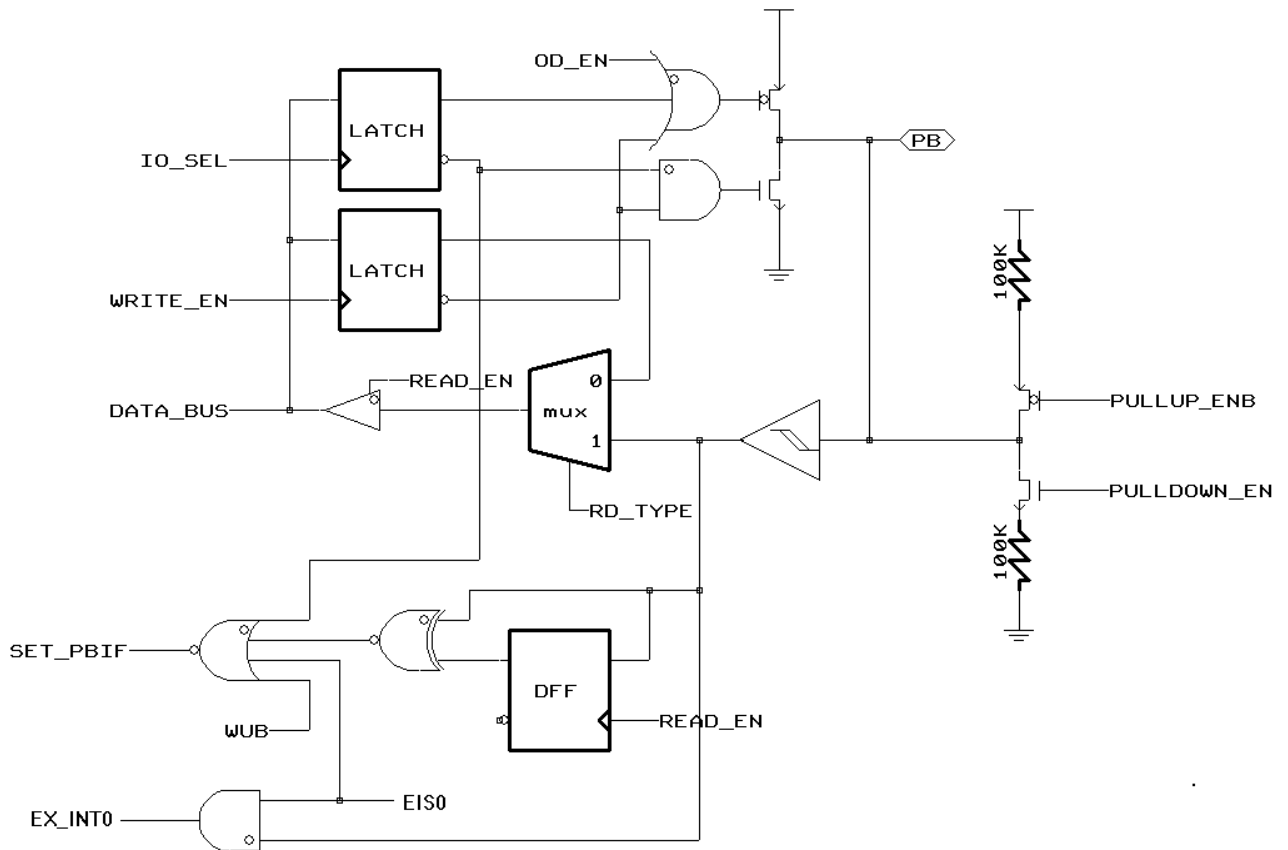 OD_EN
LATCH
PB
IO_SEL
100K
LATCH
WRITE_EN
READ_EN
0
PULLUP_ENB
DATA_BUS
mux
1
PULLDOWN_EN
RD_TYPE
100K
SET_PBIF
DFF
WUB
READ_EN
EIS0
EX_INT0